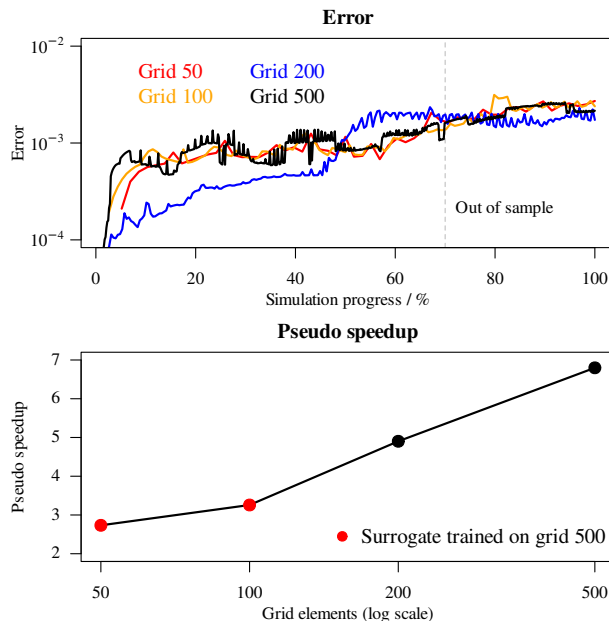 Error
10⁻²
10⁻³
10⁻⁴
Error
Grid 50 Grid 200
Grid 100 Grid 500
Out of sample
0 20 40 60 80 100
Simulation progress / %
Pseudo speedup
7
6
5
4
3
2
Pseudo speedup
Surrogate trained on grid 500
50 100 200 500
Grid elements (log scale)